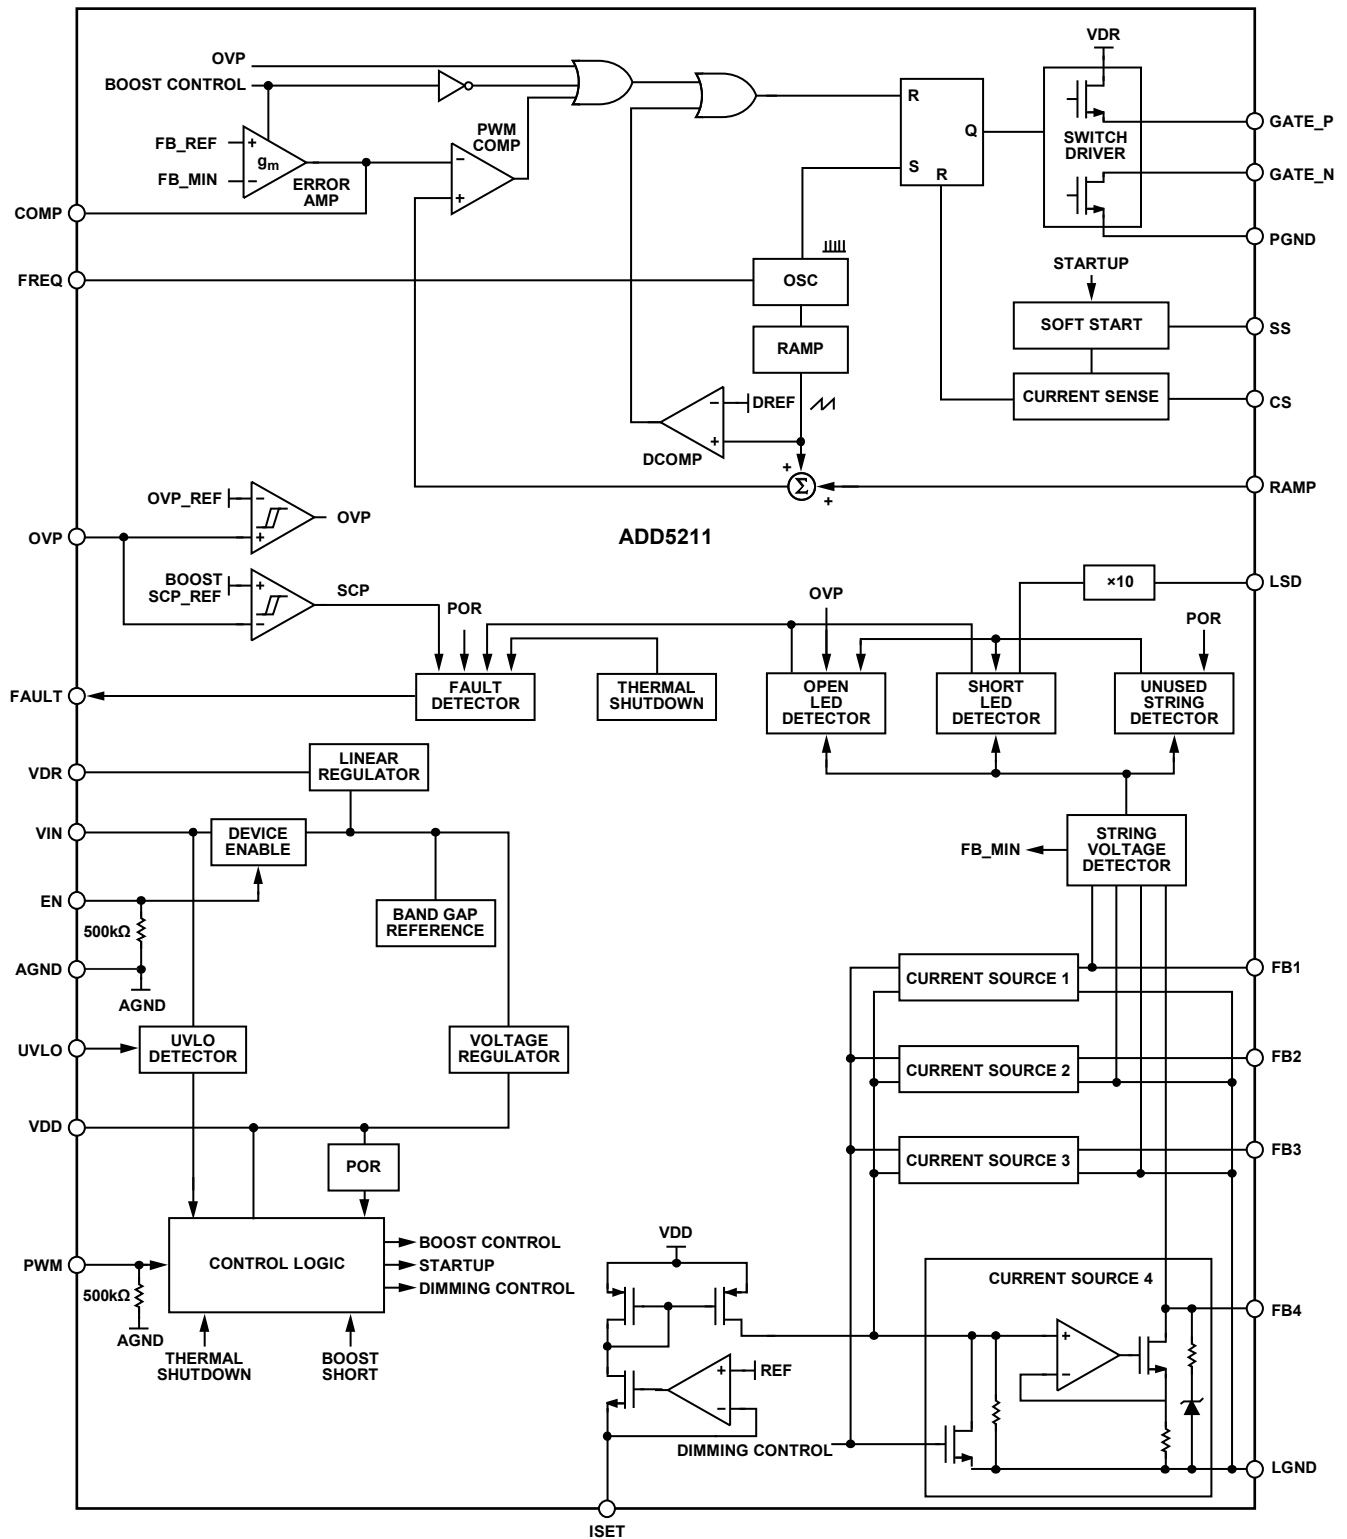 VDR
OVP
BOOST CONTROL
FB_REF
+
gm
FB_MIN
−
ERROR
AMP
PWM
COMP
−
+
R
Q
S
R
SWITCH
DRIVER
GATE_P
GATE_N
PGND
COMP
FREQ
OSC
RAMP
STARTUP
SOFT START
SS
CURRENT SENSE
CS
−
DREF
+
DCOMP
+
Σ
+
RAMP
OVP_REF
−
+
OVP
OVP
ADD5211
BOOST
SCP_REF
+
−
SCP
POR
OVP
×10
LSD
POR
FAULT
FAULT
DETECTOR
THERMAL
SHUTDOWN
OPEN
LED
DETECTOR
SHORT
LED
DETECTOR
UNUSED
STRING
DETECTOR
VDR
LINEAR
REGULATOR
VIN
DEVICE
ENABLE
FB_MIN
STRING
VOLTAGE
DETECTOR
EN
500kΩ
BAND GAP
REFERENCE
AGND
AGND
CURRENT SOURCE 1
FB1
UVLO
UVLO
DETECTOR
VOLTAGE
REGULATOR
CURRENT SOURCE 2
FB2
VDD
POR
CURRENT SOURCE 3
FB3
PWM
500kΩ
AGND
CONTROL LOGIC
BOOST CONTROL
STARTUP
DIMMING CONTROL
THERMAL
SHUTDOWN
BOOST
SHORT
VDD
CURRENT SOURCE 4
FB4
+
−
+
REF
−
DIMMING CONTROL
LGND
ISET